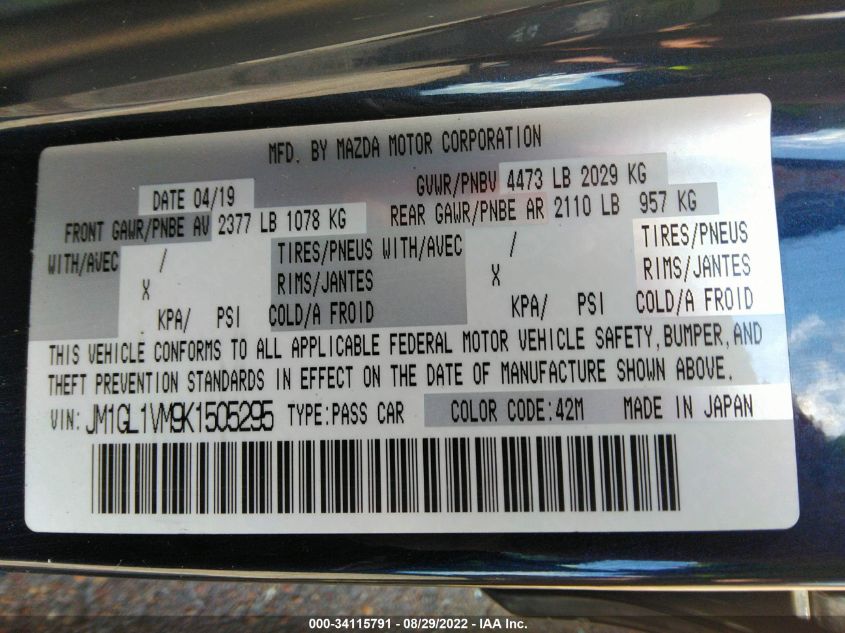 MFD. BY MAZDA MOTOR CORPORATION
DATE 04/19
GVWR/PNBV 4473 LB 2029 KG
FRONT GAWR/PNBE AV 2377 LB 1078 KG
REAR GAWR/PNBE AR 2110 LB 957 KG
WITH/AVEC / TIRES/PNEUS WITH/AVEC / TIRES/PNEUS
X RIMS/JANTES X RIMS/JANTES
KPA/ PSI COLD/A FROID KPA/ PSI COLD/A FROID
THIS VEHICLE CONFORMS TO ALL APPLICABLE FEDERAL MOTOR VEHICLE SAFETY, BUMPER, AND
THEFT PREVENTION STANDARDS IN EFFECT ON THE DATE OF MANUFACTURE SHOWN ABOVE.
VIN: JM1GL1VM9K1505295 TYPE:PASS CAR COLOR CODE:42M MADE IN JAPAN
000-34115791 - 08/29/2022 - IAA Inc.